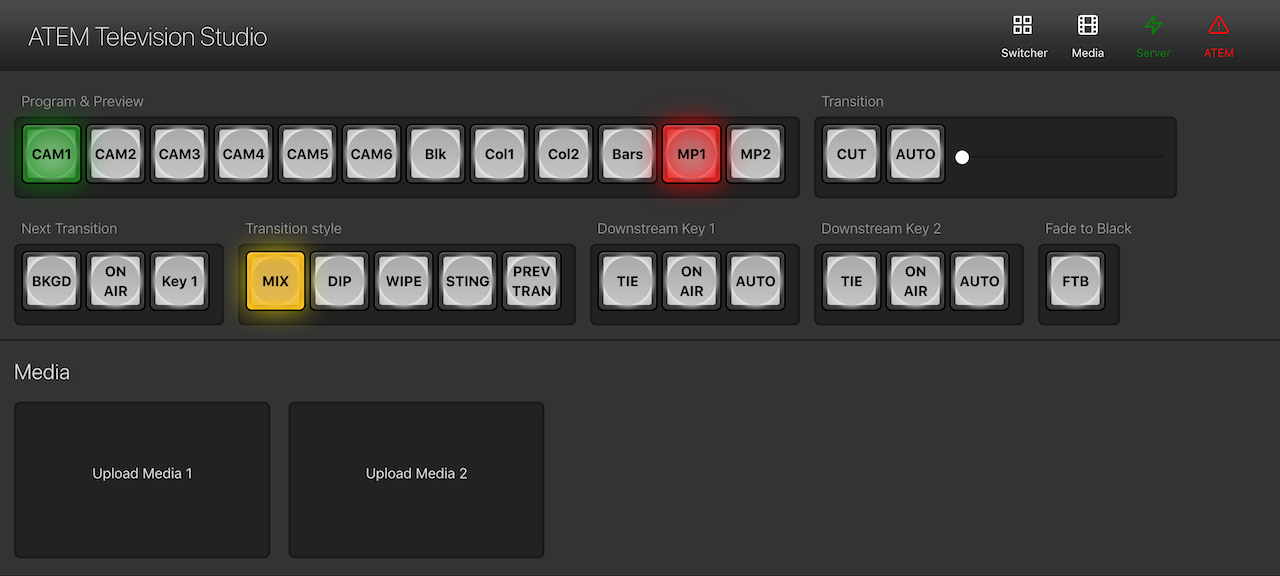 ATEM Television Studio
Switcher
Media
Server
ATEM
Program & Preview
Transition
CAM1
CAM2
CAM3
CAM4
CAM5
CAM6
Blk
Col1
Col2
Bars
MP1
MP2
CUT
AUTO
Next Transition
Transition style
Downstream Key 1
Downstream Key 2
Fade to Black
BKGD
ON
AIR
Key 1
MIX
DIP
WIPE
STING
PREV
TRAN
TIE
ON
AIR
AUTO
TIE
ON
AIR
AUTO
FTB
Media
Upload Media 1
Upload Media 2